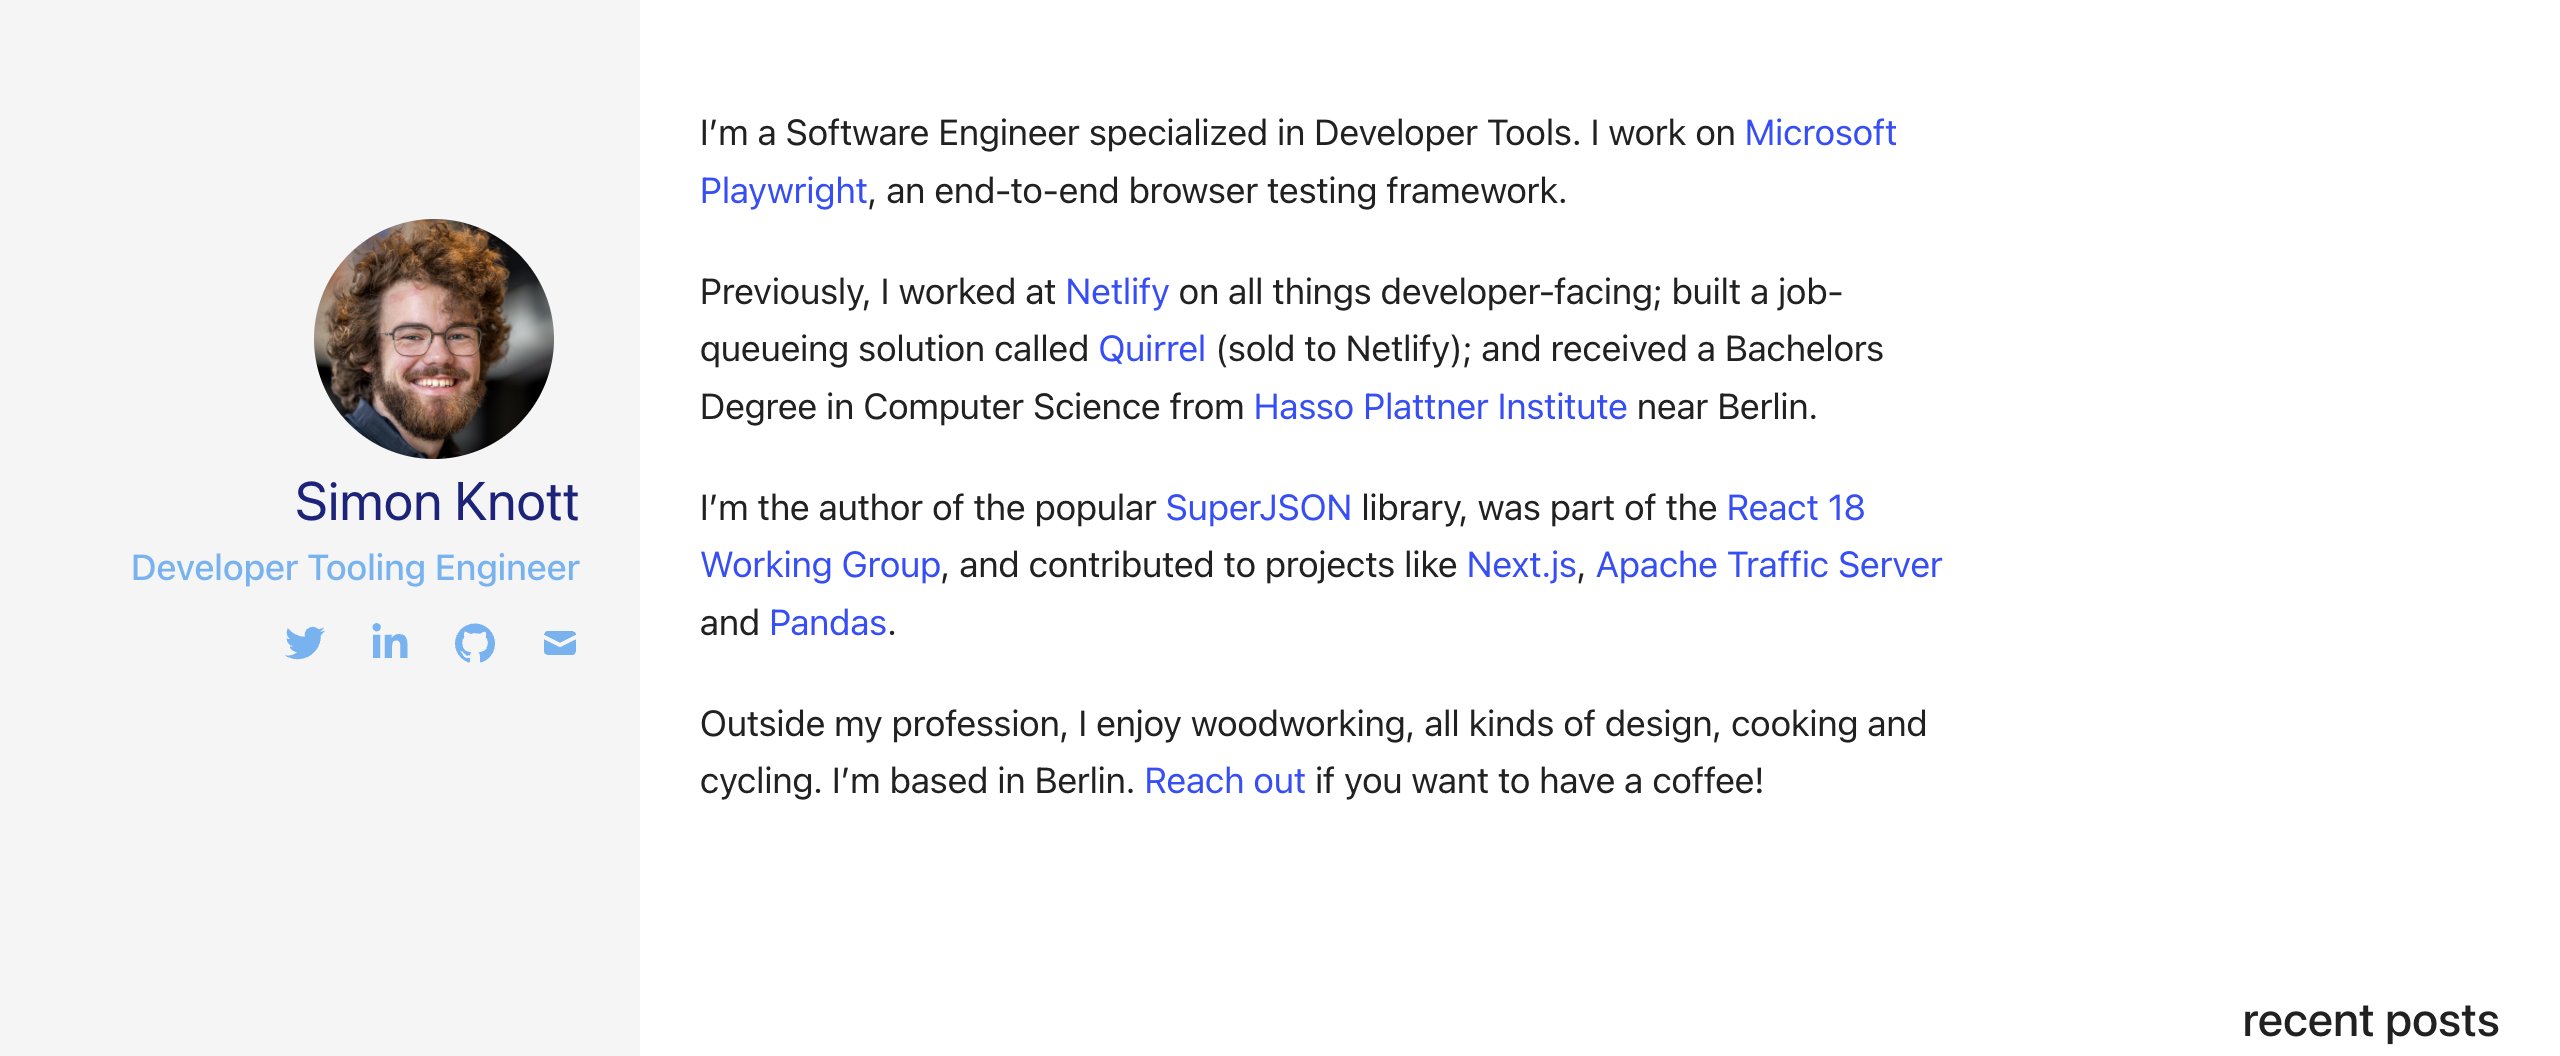 Simon Knott
Developer Tooling Engineer
I’m a Software Engineer specialized in Developer Tools. I work on Microsoft
Playwright, an end-to-end browser testing framework.
Previously, I worked at Netlify on all things developer-facing; built a job-
queueing solution called Quirrel (sold to Netlify); and received a Bachelors
Degree in Computer Science from Hasso Plattner Institute near Berlin.
I’m the author of the popular SuperJSON library, was part of the React 18
Working Group, and contributed to projects like Next.js, Apache Traffic Server
and Pandas.
Outside my profession, I enjoy woodworking, all kinds of design, cooking and
cycling. I’m based in Berlin. Reach out if you want to have a coffee!
recent posts